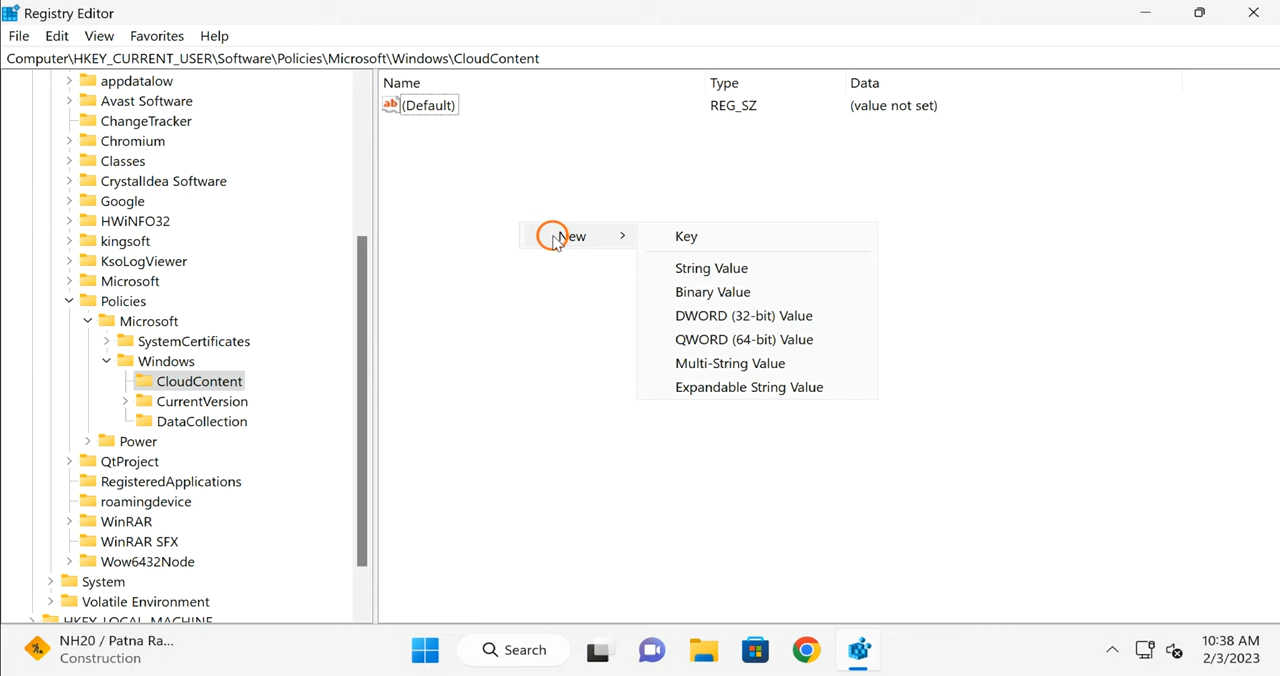 Registry Editor
File Edit View Favorites Help
Computer\HKEY_CURRENT_USER\Software\Policies\Microsoft\Windows\CloudContent
appdatalow
Avast Software
ChangeTracker
Chromium
Classes
CrystalIdea Software
Google
HWiNFO32
kingsoft
KsoLogViewer
Microsoft
Policies
Microsoft
SystemCertificates
Windows
CloudContent
CurrentVersion
DataCollection
Power
QtProject
RegisteredApplications
roamingdevice
WinRAR
WinRAR SFX
Wow6432Node
System
Volatile Environment
HKEY_LOCAL_MACHINE
Name Type Data
ab (Default) REG_SZ (value not set)
New
Key
String Value
Binary Value
DWORD (32-bit) Value
QWORD (64-bit) Value
Multi-String Value
Expandable String Value
NH20 / Patna Ra...
Construction
Search
10:38 AM
2/3/2023